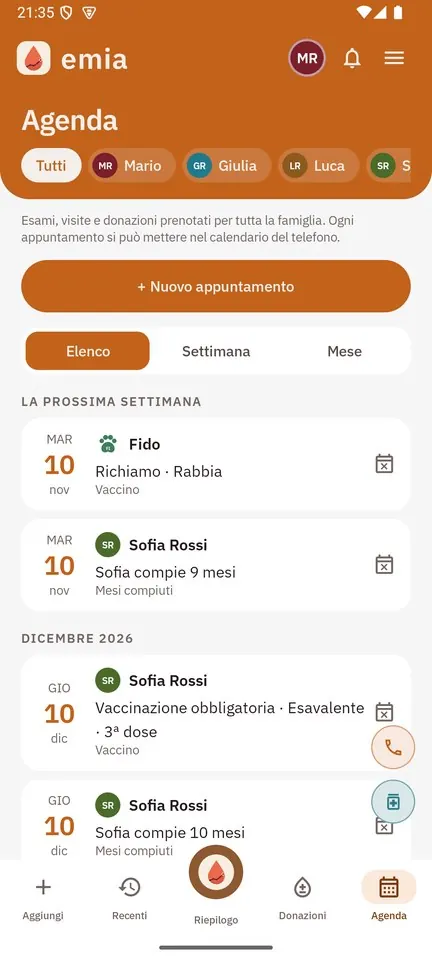 21:35
emia
MR
Agenda
Tutti
MR Mario
GR Giulia
LR Luca
SR S
Esami, visite e donazioni prenotati per tutta la famiglia. Ogni
appuntamento si può mettere nel calendario del telefono.
+ Nuovo appuntamento
Elenco
Settimana
Mese
LA PROSSIMA SETTIMANA
MAR
10
nov
Fido
Richiamo · Rabbia
Vaccino
MAR
10
nov
SR Sofia Rossi
Sofia compie 9 mesi
Mesi compiuti
DICEMBRE 2026
GIO
10
dic
SR Sofia Rossi
Vaccinazione obbligatoria · Esavalente
· 3ª dose
Vaccino
GIO
10
dic
SR Sofia Rossi
Sofia compie 10 mesi
Mesi compiuti
Aggiungi
Recenti
Riepilogo
Donazioni
Agenda